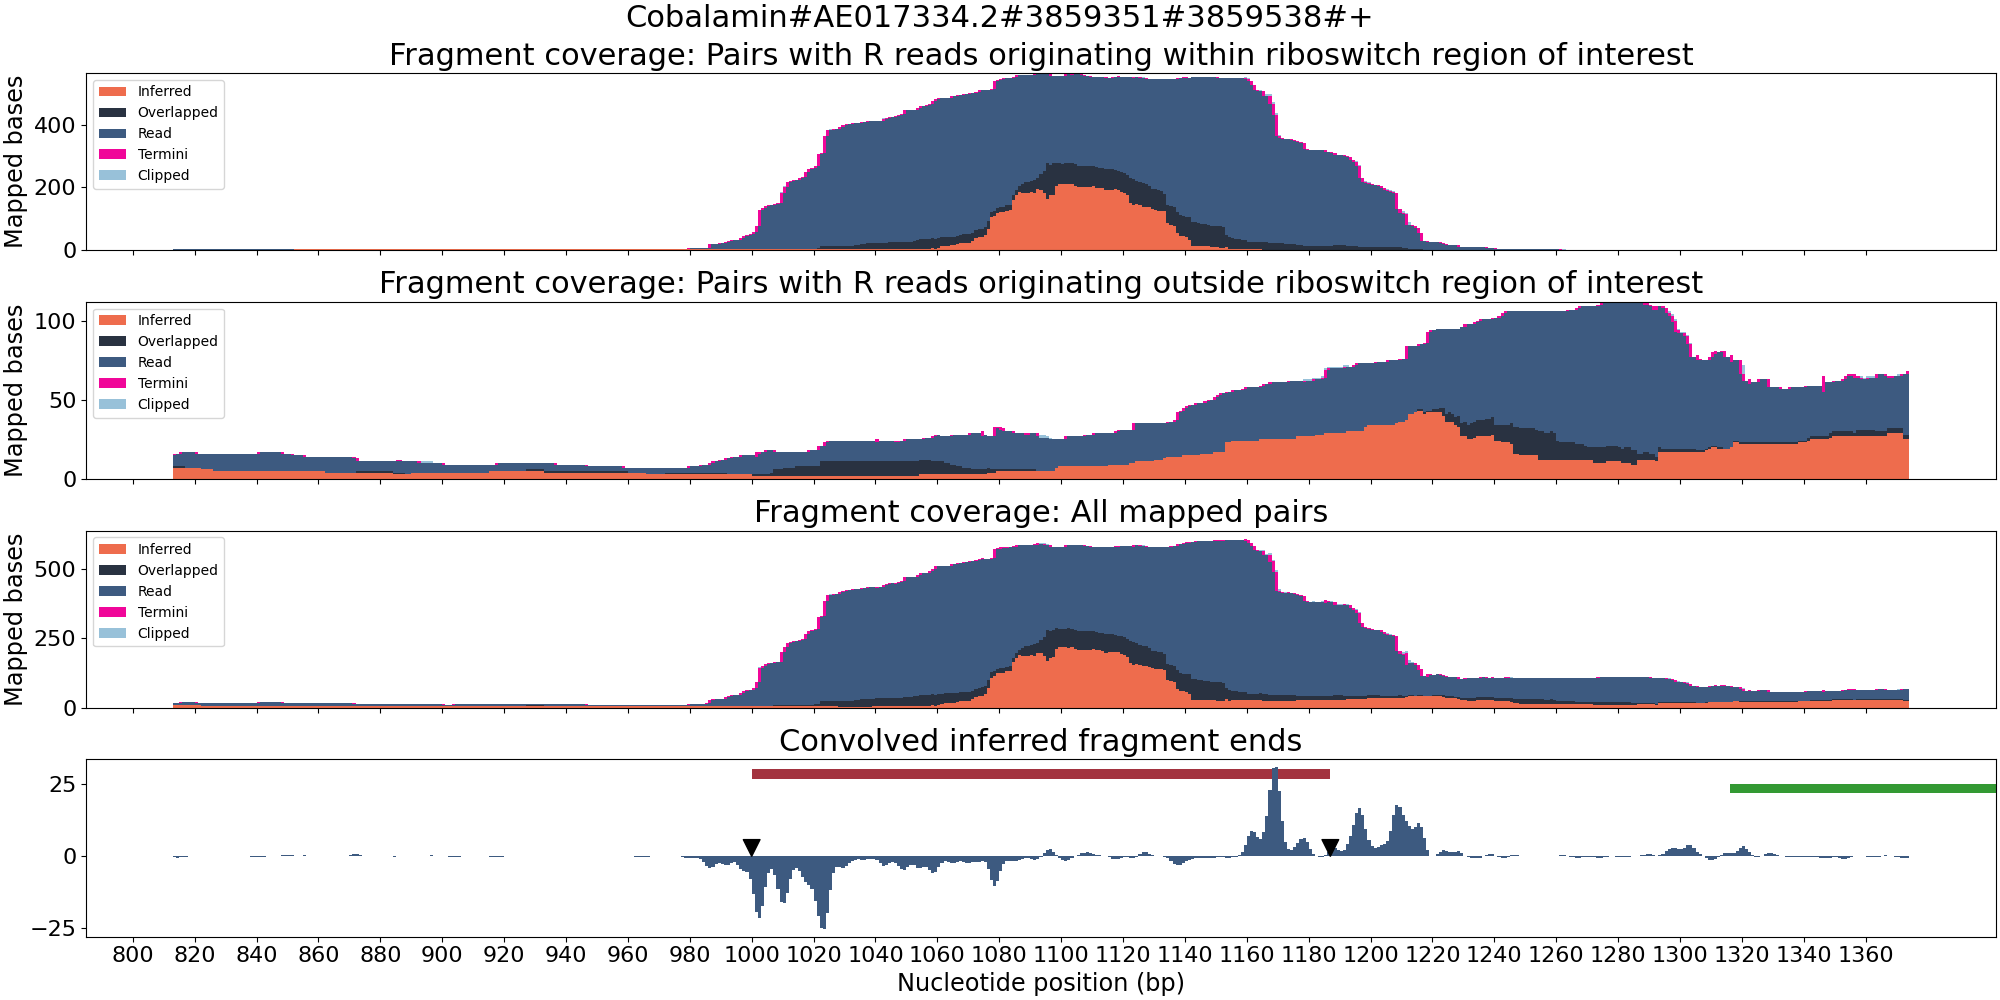 Cobalamin#AE017334.2#3859351#3859538#+
Fragment coverage: Pairs with R reads originating within riboswitch region of interest
Mapped bases
400
200
0
Inferred
Overlapped
Read
Termini
Clipped
Fragment coverage: Pairs with R reads originating outside riboswitch region of interest
Mapped bases
100
50
0
Inferred
Overlapped
Read
Termini
Clipped
Fragment coverage: All mapped pairs
Mapped bases
500
250
0
Inferred
Overlapped
Read
Termini
Clipped
Convolved inferred fragment ends
25
0
−25
800 820 840 860 880 900 920 940 960 980 1000 1020 1040 1060 1080 1100 1120 1140 1160 1180 1200 1220 1240 1260 1280 1300 1320 1340 1360
Nucleotide position (bp)